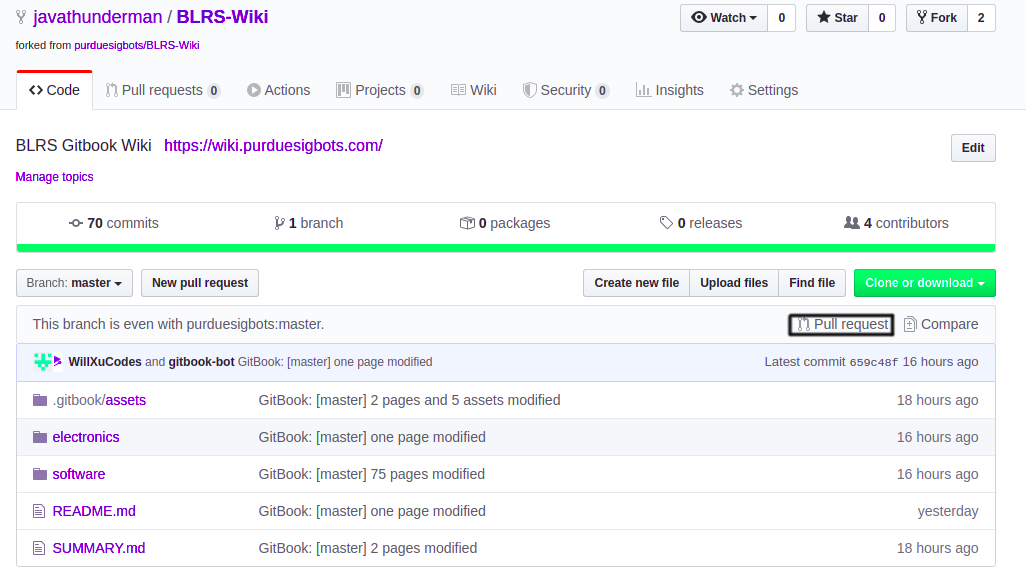 javathunderman / BLRS-Wiki Watch 0 Star 0 Fork 2
forked from purduesigbots/BLRS-Wiki
Code Pull requests 0 Actions Projects 0 Wiki Security 0 Insights Settings
BLRS Gitbook Wiki https://wiki.purduesigbots.com/ Edit
Manage topics
70 commits 1 branch 0 packages 0 releases 4 contributors
Branch: master New pull request Create new file Upload files Find file Clone or download
This branch is even with purduesigbots:master. Pull request Compare
WillXuCodes and gitbook-bot GitBook: [master] one page modified Latest commit 659c48f 16 hours ago
.gitbook/assets GitBook: [master] 2 pages and 5 assets modified 18 hours ago
electronics GitBook: [master] one page modified 16 hours ago
software GitBook: [master] 75 pages modified 16 hours ago
README.md GitBook: [master] one page modified yesterday
SUMMARY.md GitBook: [master] 2 pages modified 18 hours ago